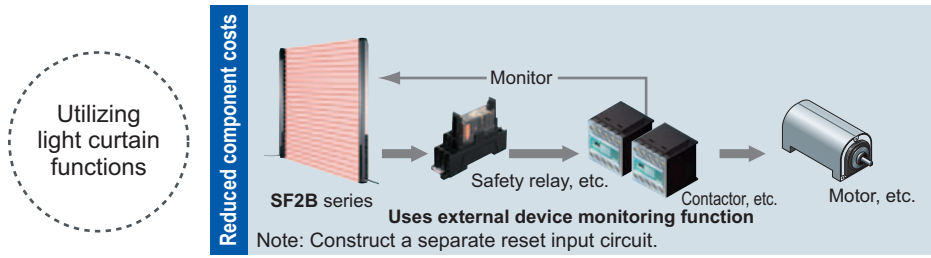 Utilizing
light curtain
functions
Reduced component costs
Monitor
SF2B series
Safety relay, etc.
Contactor, etc.
Motor, etc.
Uses external device monitoring function
Note: Construct a separate reset input circuit.